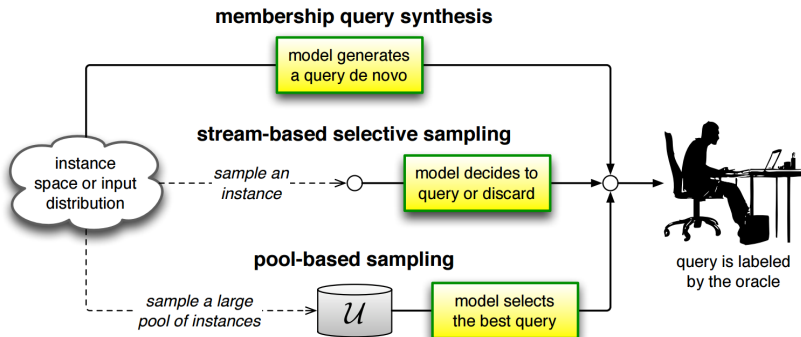 membership query synthesis
model generates
a query de novo
stream-based selective sampling
instance
space or input
distribution
sample an
instance
model decides to
query or discard
pool-based sampling
sample a large
pool of instances
U
model selects
the best query
query is labeled
by the oracle